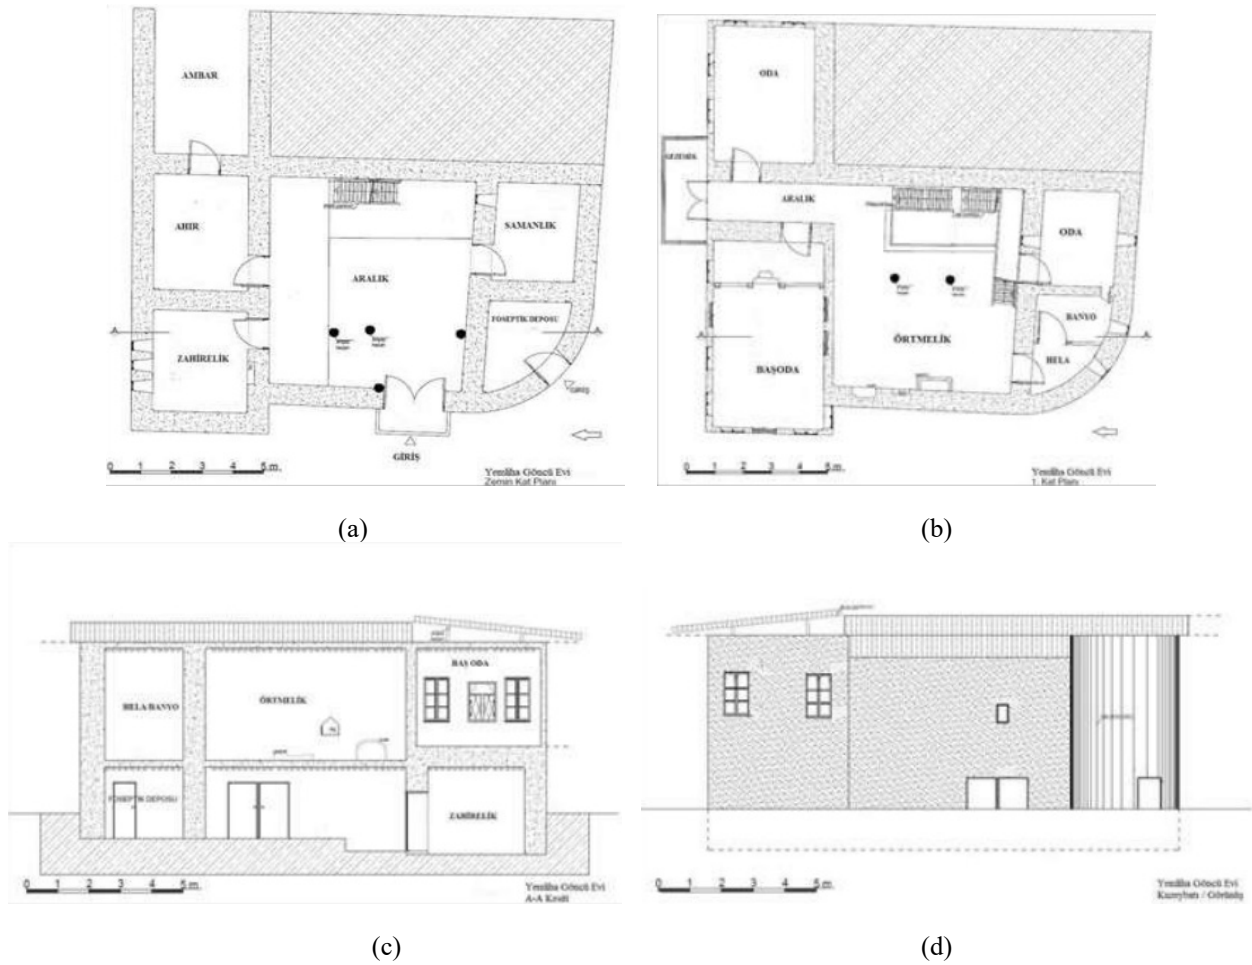 AMBAR
AHIR
SAMANLIK
ARALIK
FOSEPTİK DEPOSU
ZAHİRELİK
A
A
GİRİŞ
GİRİŞ
0 1 2 3 4 5 m.
Yemliha Göncü Evi
Zemin Kat Planı
(a)
ODA
GEZEMEK
ARALIK
ODA
BANYO
ÖRTMELİK
HELA
BAŞODA
A
A
0 1 2 3 4 5 m.
Yemliha Göncü Evi
1. Kat Planı
(b)
BAŞ ODA
HELA/BANYO
ÖRTMELİK
FOSEPTİK DEPOSU
ZAHİRELİK
0 1 2 3 4 5 m.
Yemliha Göncü Evi
A-A Kesiti
(c)
0 1 2 3 4 5 m.
Yemliha Göncü Evi
Kuzeybatı / Görünüş
(d)